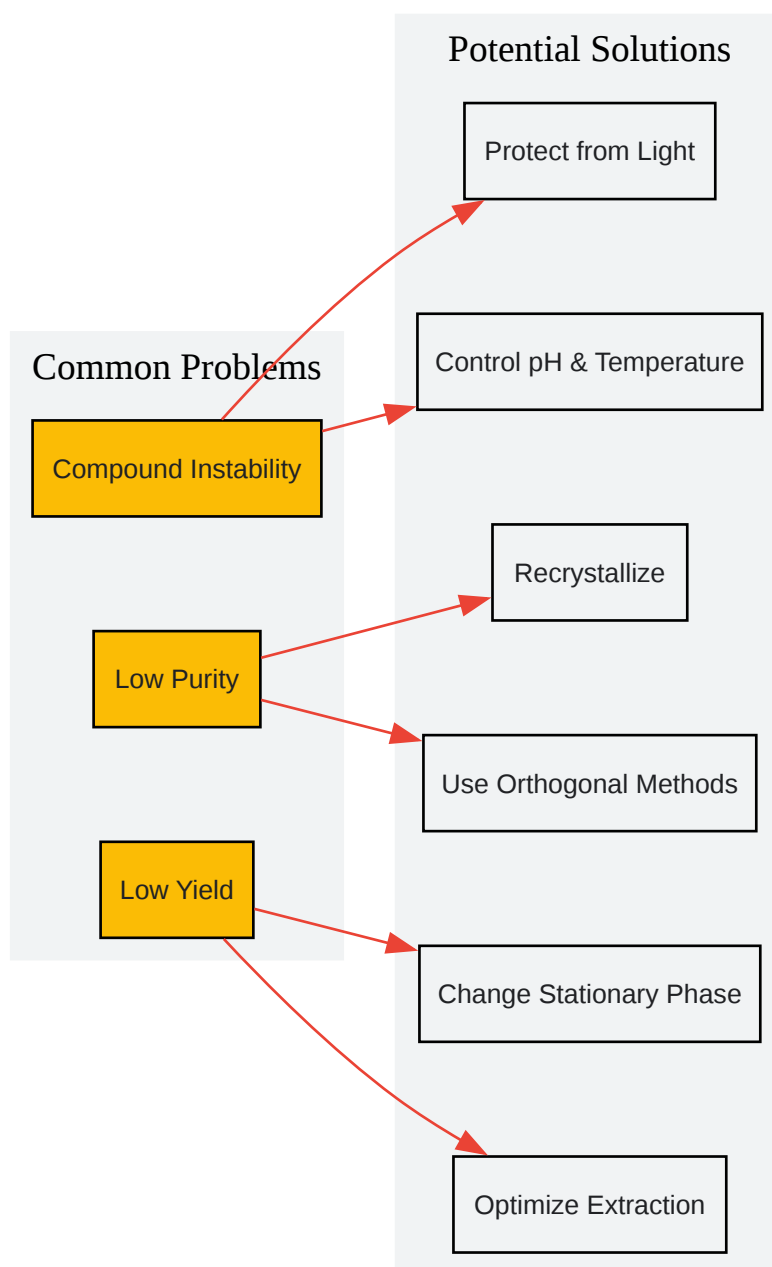 Common Problems
Compound Instability
Low Purity
Low Yield
Potential Solutions
Protect from Light
Control pH & Temperature
Recrystallize
Use Orthogonal Methods
Change Stationary Phase
Optimize Extraction